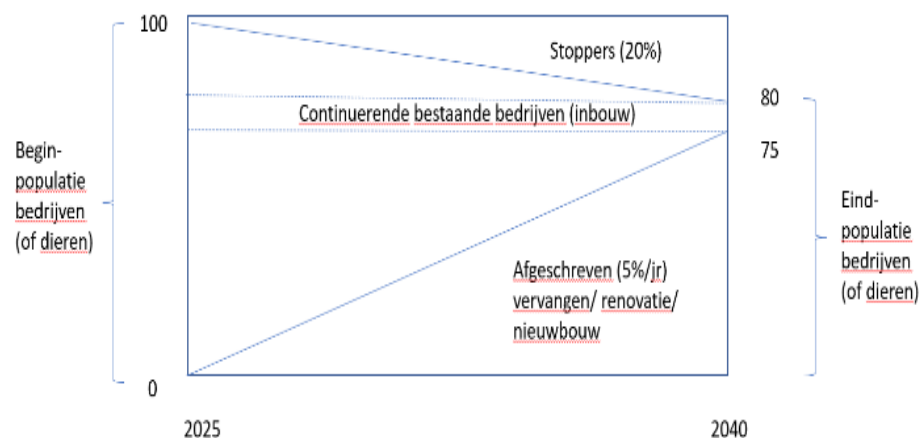 100
Stoppers (20%)
80
Continuerende bestaande bedrijven (inbouw)
75
Begin-
populatie
bedrijven
(of dieren)
Eind-
populatie
bedrijven
(of dieren)
Afgeschreven (5%/jr)
vervangen/ renovatie/
nieuwbouw
0
2025
2040